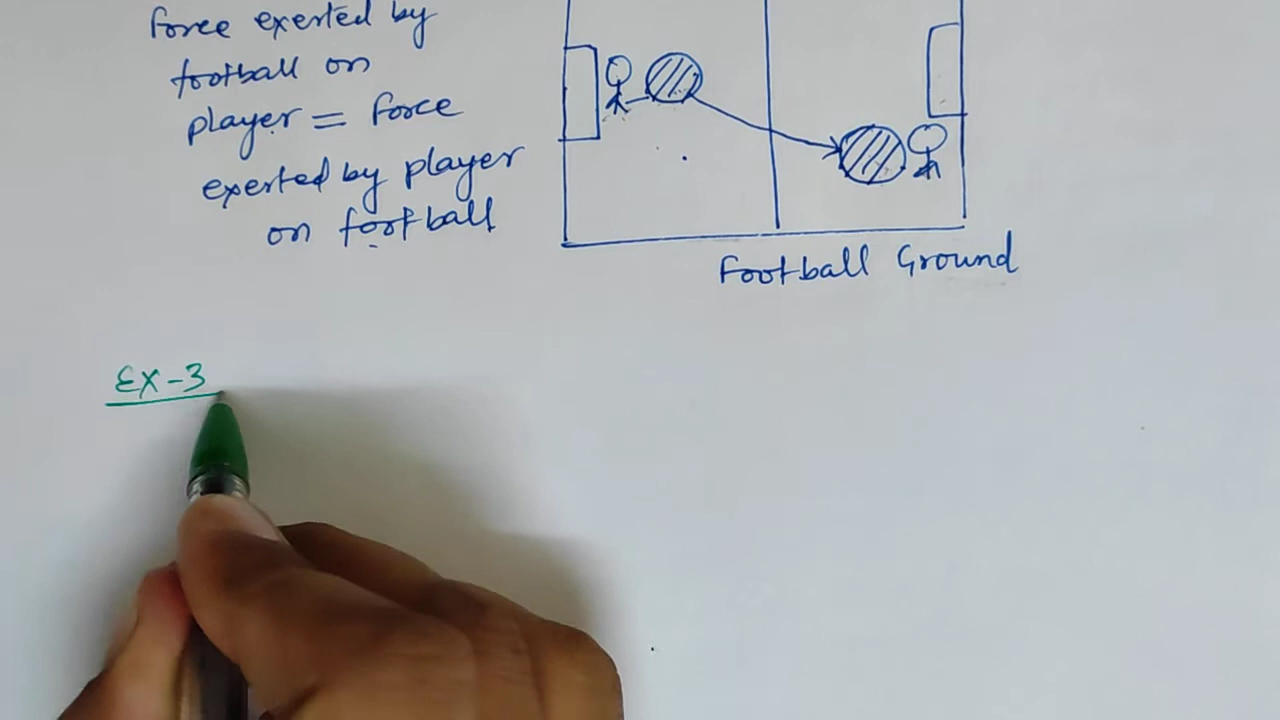 force exerted by
football on
player = force
exerted by player
on football
Football Ground
EX-3